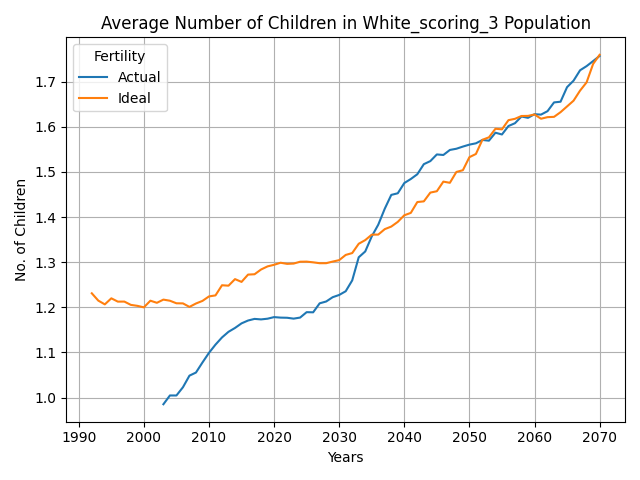 Average Number of Children in White_scoring_3 Population
Fertility
Actual
Ideal
No. of Children
1.7
1.6
1.5
1.4
1.3
1.2
1.1
1.0
1990 2000 2010 2020 2030 2040 2050 2060 2070
Years